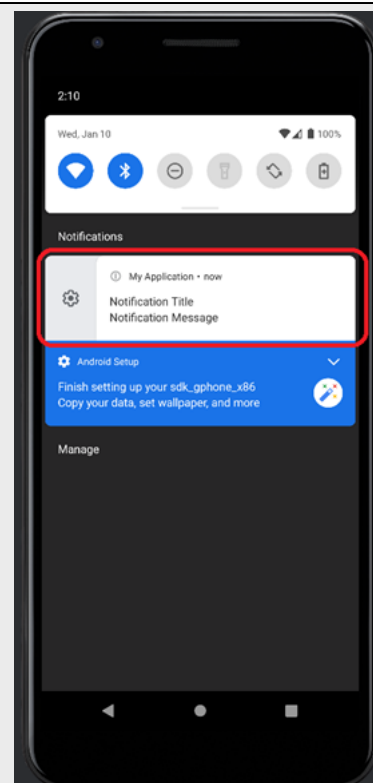 2:10
Wed, Jan 10
100%
Notifications
My Application • now
Notification Title
Notification Message
Android Setup
Finish setting up your sdk_gphone_x86
Copy your data, set wallpaper, and more
Manage